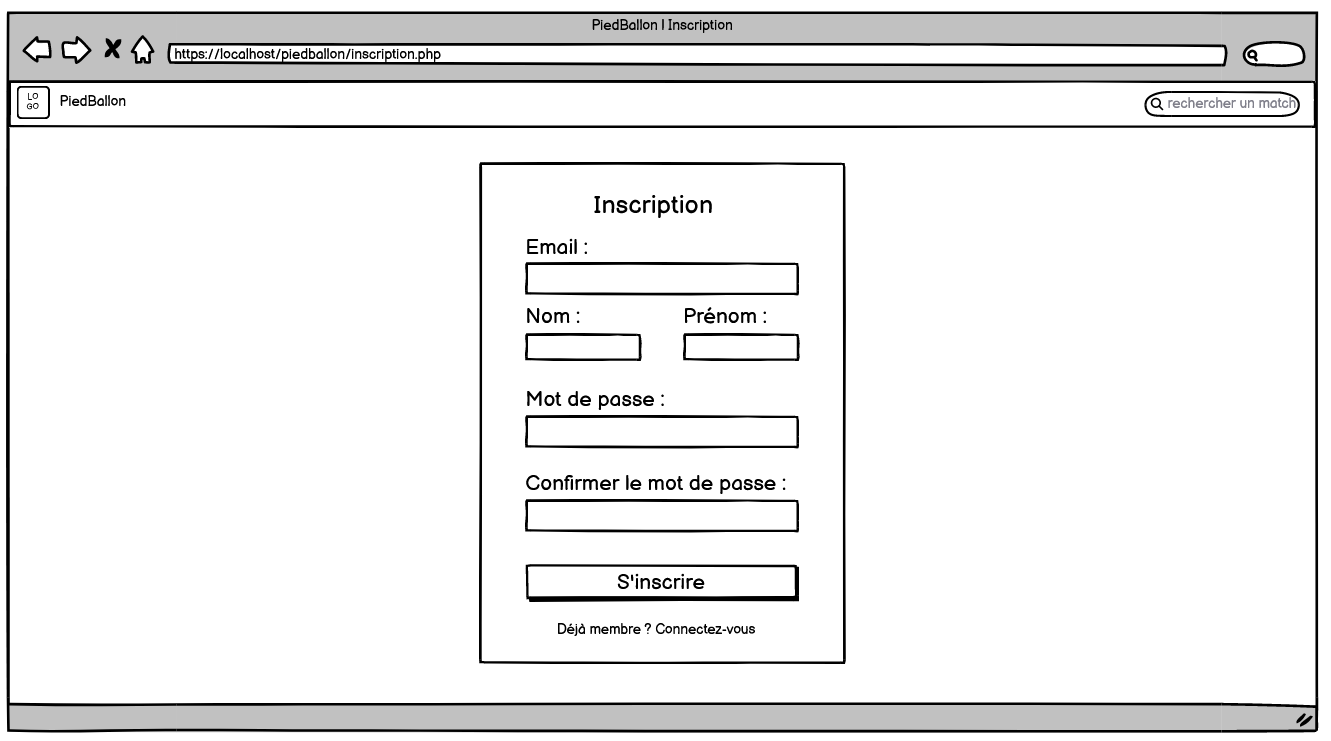 PiedBallon | Inscription
https://localhost/piedballon/inscription.php
LO
GO
PiedBallon
rechercher un match
Inscription
Email :
Nom : Prénom :
Mot de passe :
Confirmer le mot de passe :
S'inscrire
Déjà membre ? Connectez-vous